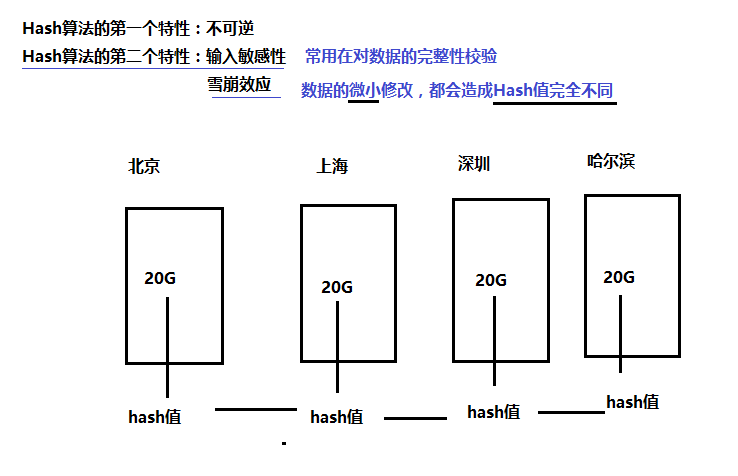 Hash算法的第一个特性：不可逆
Hash算法的第二个特性：输入敏感性 常用在对数据的完整性校验
雪崩效应 数据的微小修改，都会造成Hash值完全不同
北京 上海 深圳 哈尔滨
20G 20G 20G 20G
hash值 hash值 hash值 hash值